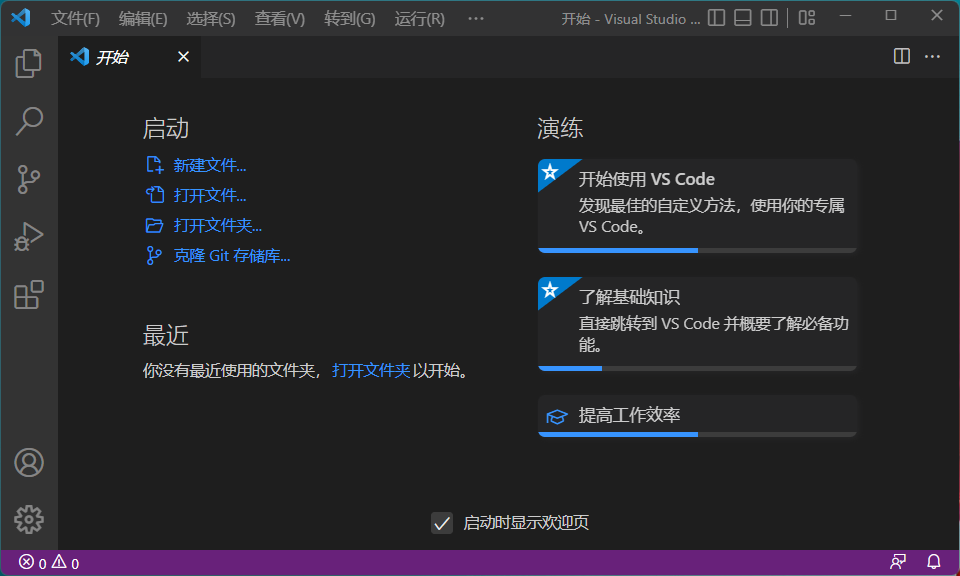 文件(F) 编辑(E) 选择(S) 查看(V) 转到(G) 运行(R) ··· 开始 - Visual Studio ...
开始
启动
新建文件...
打开文件...
打开文件夹...
克隆 Git 存储库...
最近
你没有最近使用的文件夹，打开文件夹以开始。
演练
开始使用 VS Code
发现最佳的自定义方法，使用你的专属
VS Code。
了解基础知识
直接跳转到 VS Code 并概要了解必备功
能。
提高工作效率
启动时显示欢迎页
0 0